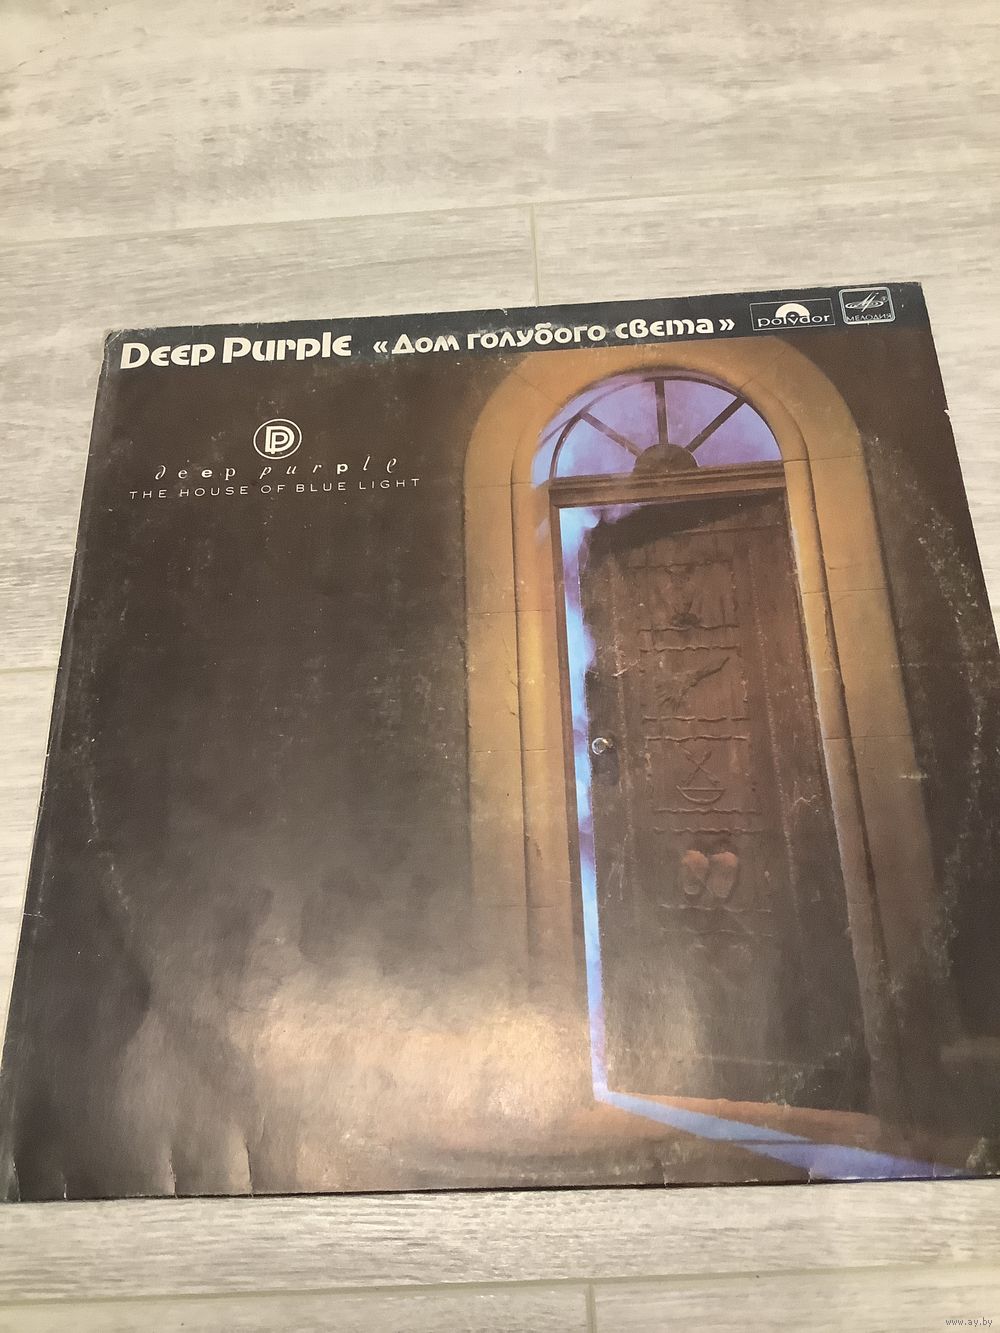 Deep Purple «Дом голубого света» polydor МЕЛОДИЯ
deep purple
THE HOUSE OF BLUE LIGHT
www.ay.by